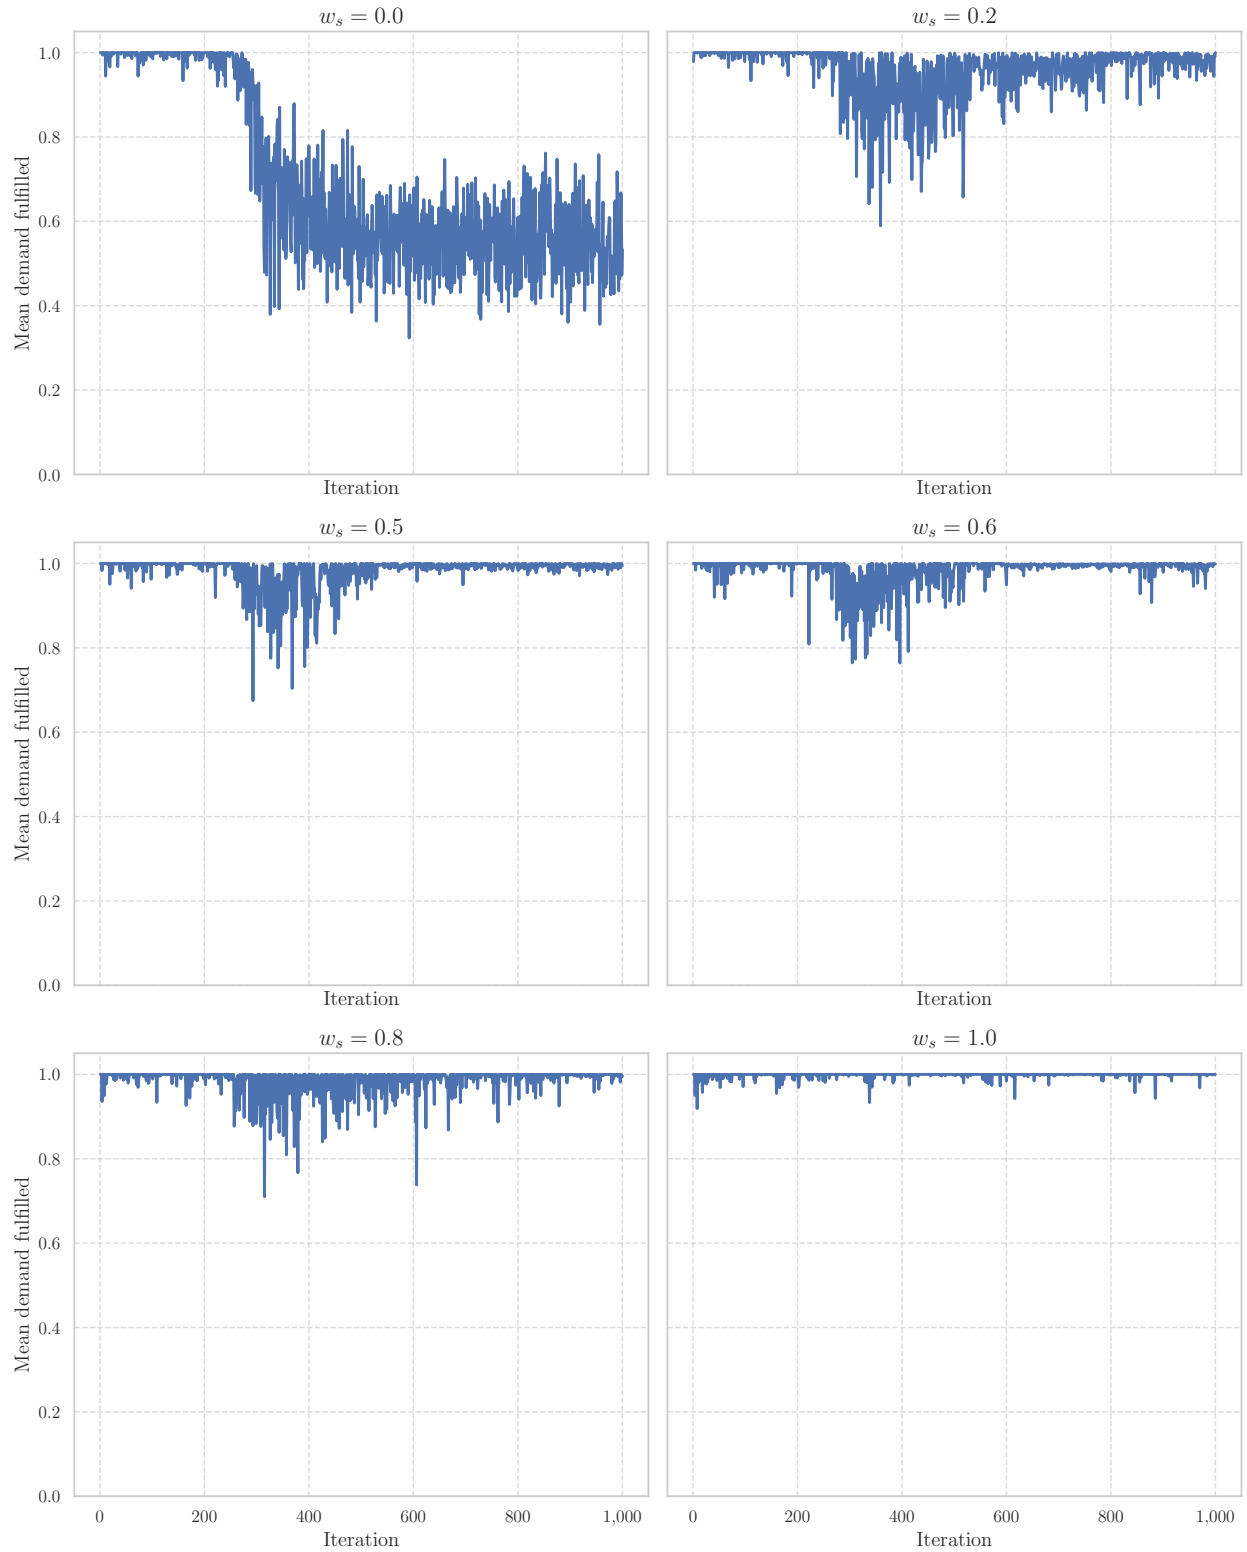 w_s = 0.0
w_s = 0.2
1.0
0.8
0.6
0.4
0.2
0.0
Mean demand fulfilled
Iteration
Iteration
w_s = 0.5
w_s = 0.6
1.0
0.8
0.6
0.4
0.2
0.0
Mean demand fulfilled
Iteration
Iteration
w_s = 0.8
w_s = 1.0
1.0
0.8
0.6
0.4
0.2
0.0
Mean demand fulfilled
0 200 400 600 800 1,000
0 200 400 600 800 1,000
Iteration
Iteration